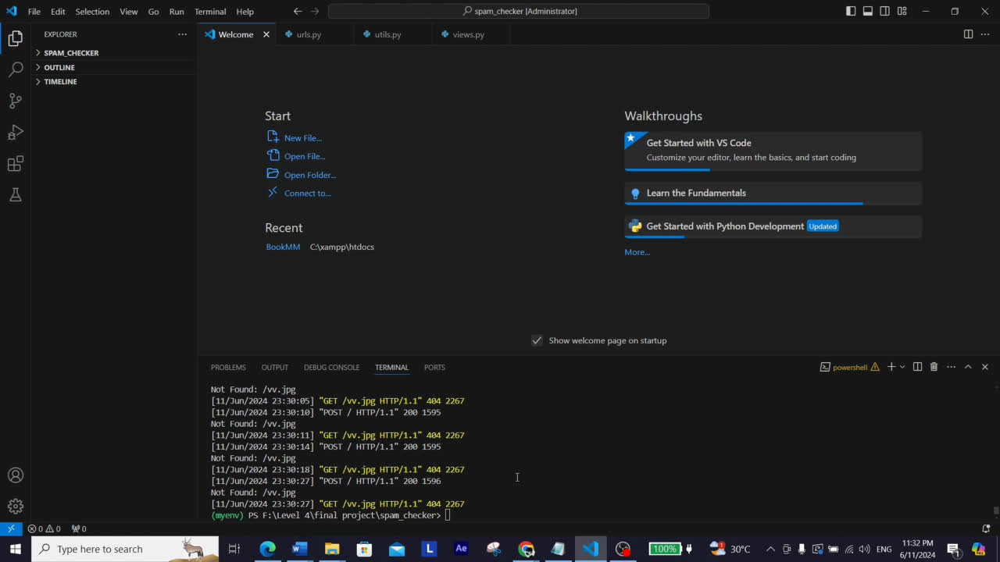 File Edit Selection View Go Run Terminal Help
spam_checker [Administrator]
EXPLORER
SPAM_CHECKER
OUTLINE
TIMELINE
Welcome
urls.py
utils.py
views.py
Start
New File...
Open File...
Open Folder...
Connect to...
Recent
BookMM C:\xampp\htdocs
Walkthroughs
Get Started with VS Code
Customize your editor, learn the basics, and start coding
Learn the Fundamentals
Get Started with Python Development Updated
More...
Show welcome page on startup
PROBLEMS OUTPUT DEBUG CONSOLE TERMINAL PORTS
powershell
Not Found: /vv.jpg
[11/Jun/2024 23:30:05] "GET /vv.jpg HTTP/1.1" 404 2267
[11/Jun/2024 23:30:10] "POST / HTTP/1.1" 200 1595
Not Found: /vv.jpg
[11/Jun/2024 23:30:11] "GET /vv.jpg HTTP/1.1" 404 2267
[11/Jun/2024 23:30:14] "POST / HTTP/1.1" 200 1595
Not Found: /vv.jpg
[11/Jun/2024 23:30:18] "GET /vv.jpg HTTP/1.1" 404 2267
[11/Jun/2024 23:30:27] "POST / HTTP/1.1" 200 1596
Not Found: /vv.jpg
[11/Jun/2024 23:30:27] "GET /vv.jpg HTTP/1.1" 404 2267
(myenv) PS F:\Level 4\final project\spam_checker>
0 0 0
Type here to search
100%
30°C
ENG
11:32 PM
6/11/2024